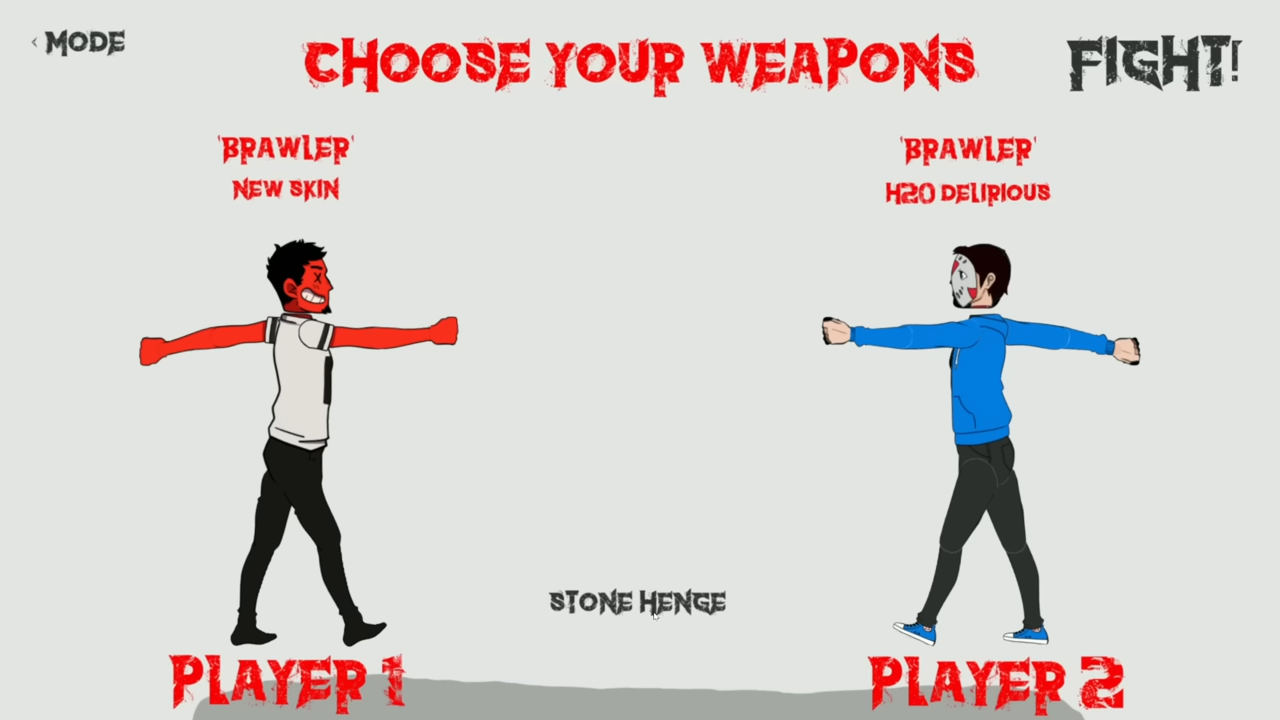 ‹ MODE
CHOOSE YOUR WEAPONS
FIGHT!
'BRAWLER'
NEW SKIN
'BRAWLER'
H2O DELIRIOUS
STONE HENGE
PLAYER 1
PLAYER 2